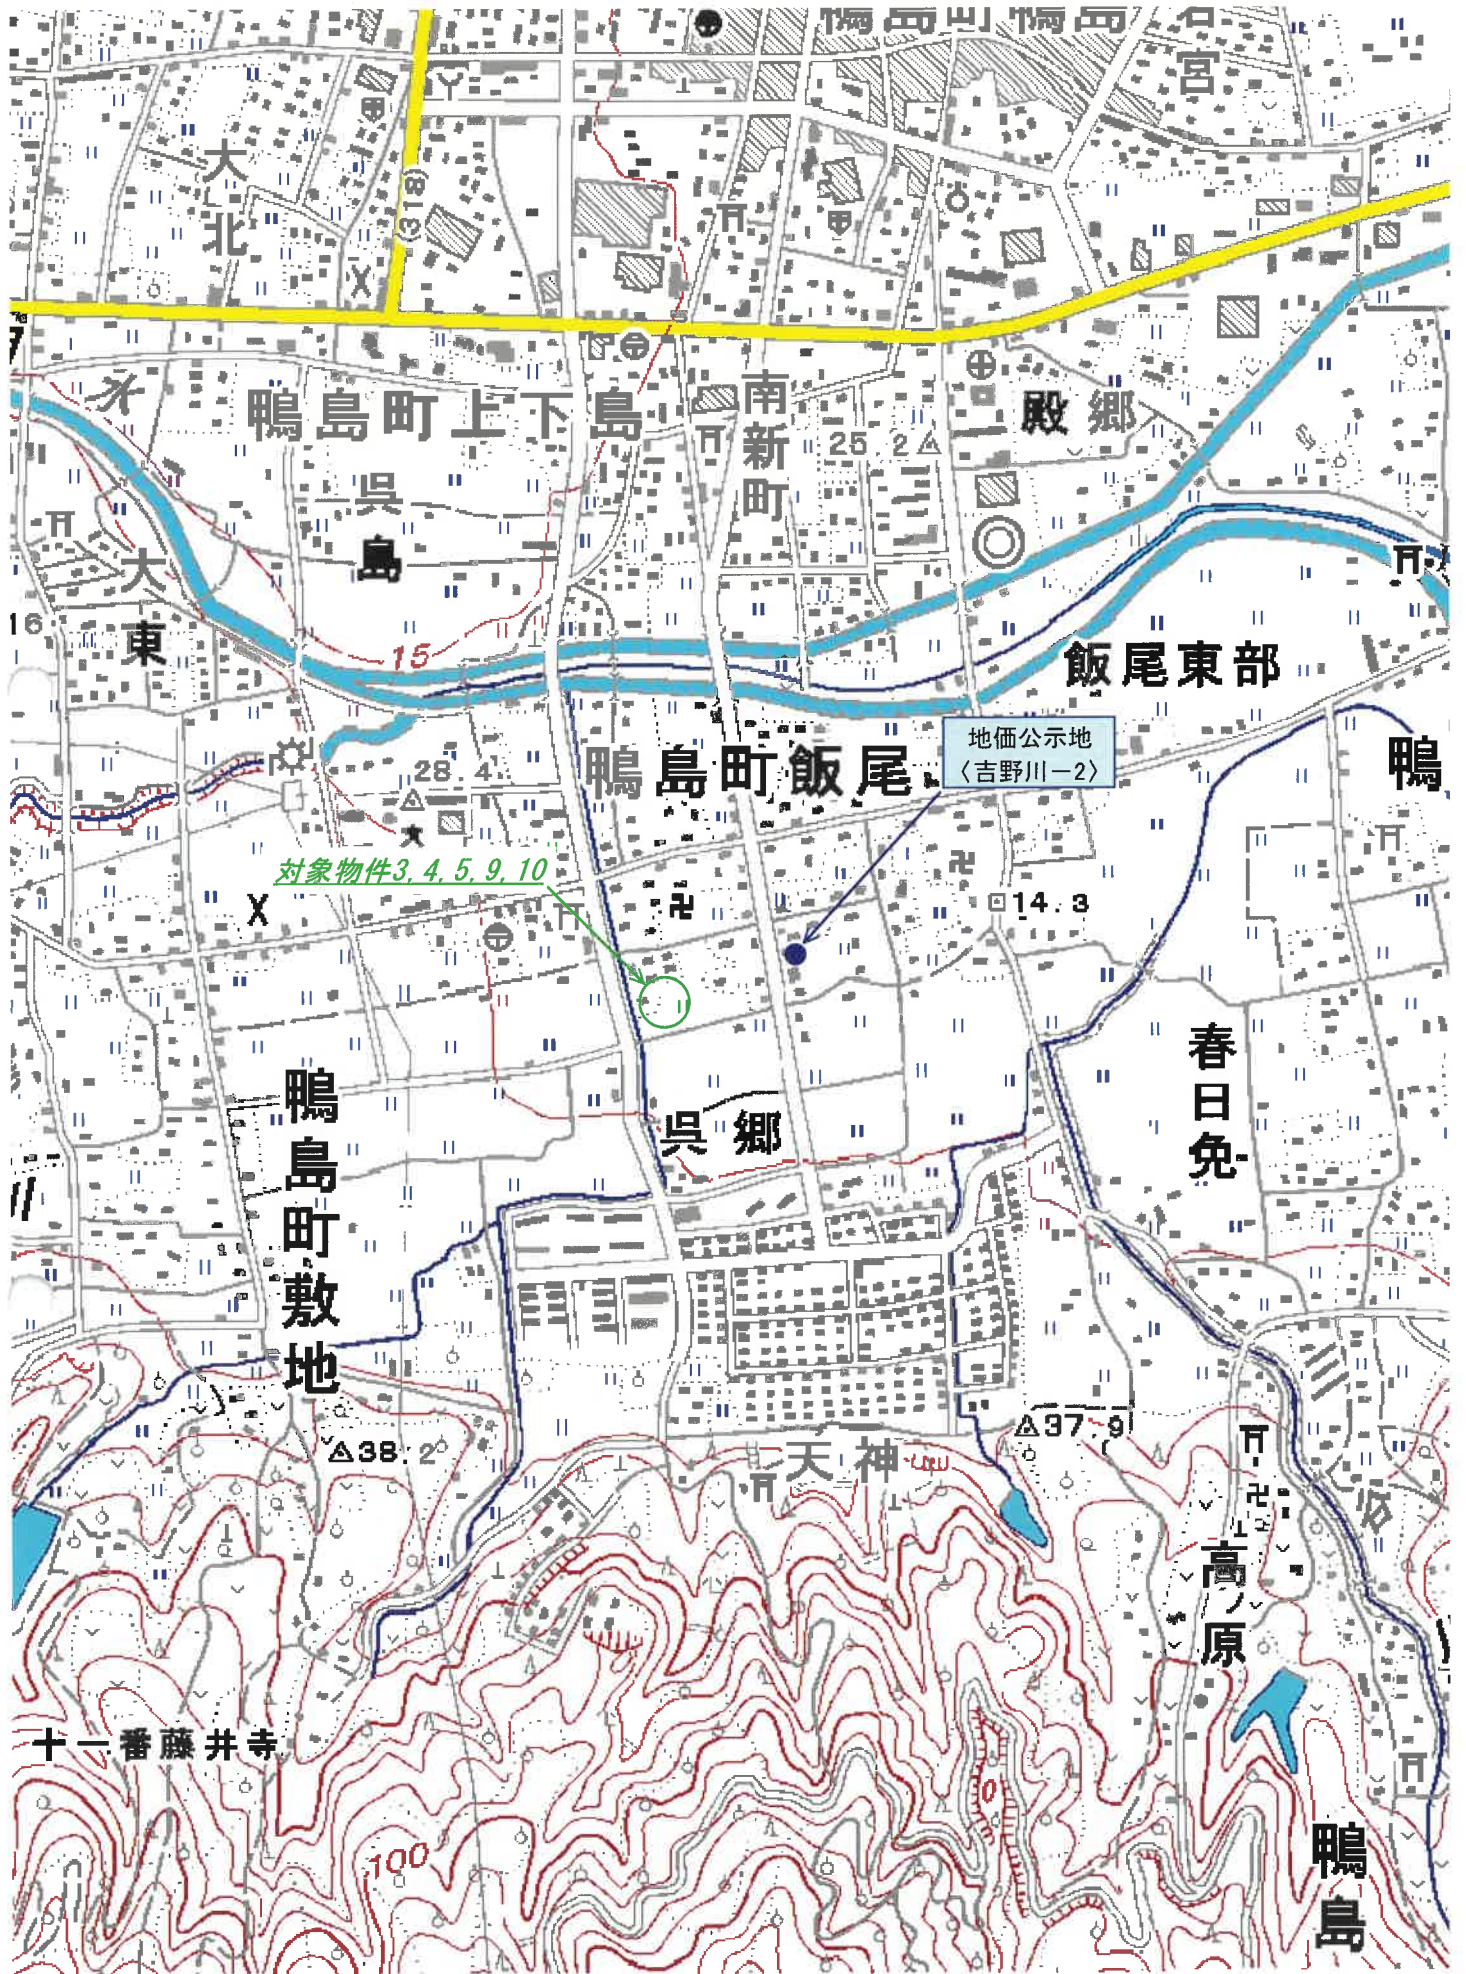 鴨島町鴨島
宮
大北
(318)
鴨島町上下島
南新町
殿郷
25.2
呉島
大東
16
15
飯尾東部
地価公示地
〈吉野川－2〉
28.4
鴨島町飯尾
鴨
対象物件3,4,5,9,10
14.3
春日免
鴨島町敷地
呉郷
38.2
天神
37.9
高ノ原
十一番藤井寺
100
0
鴨島